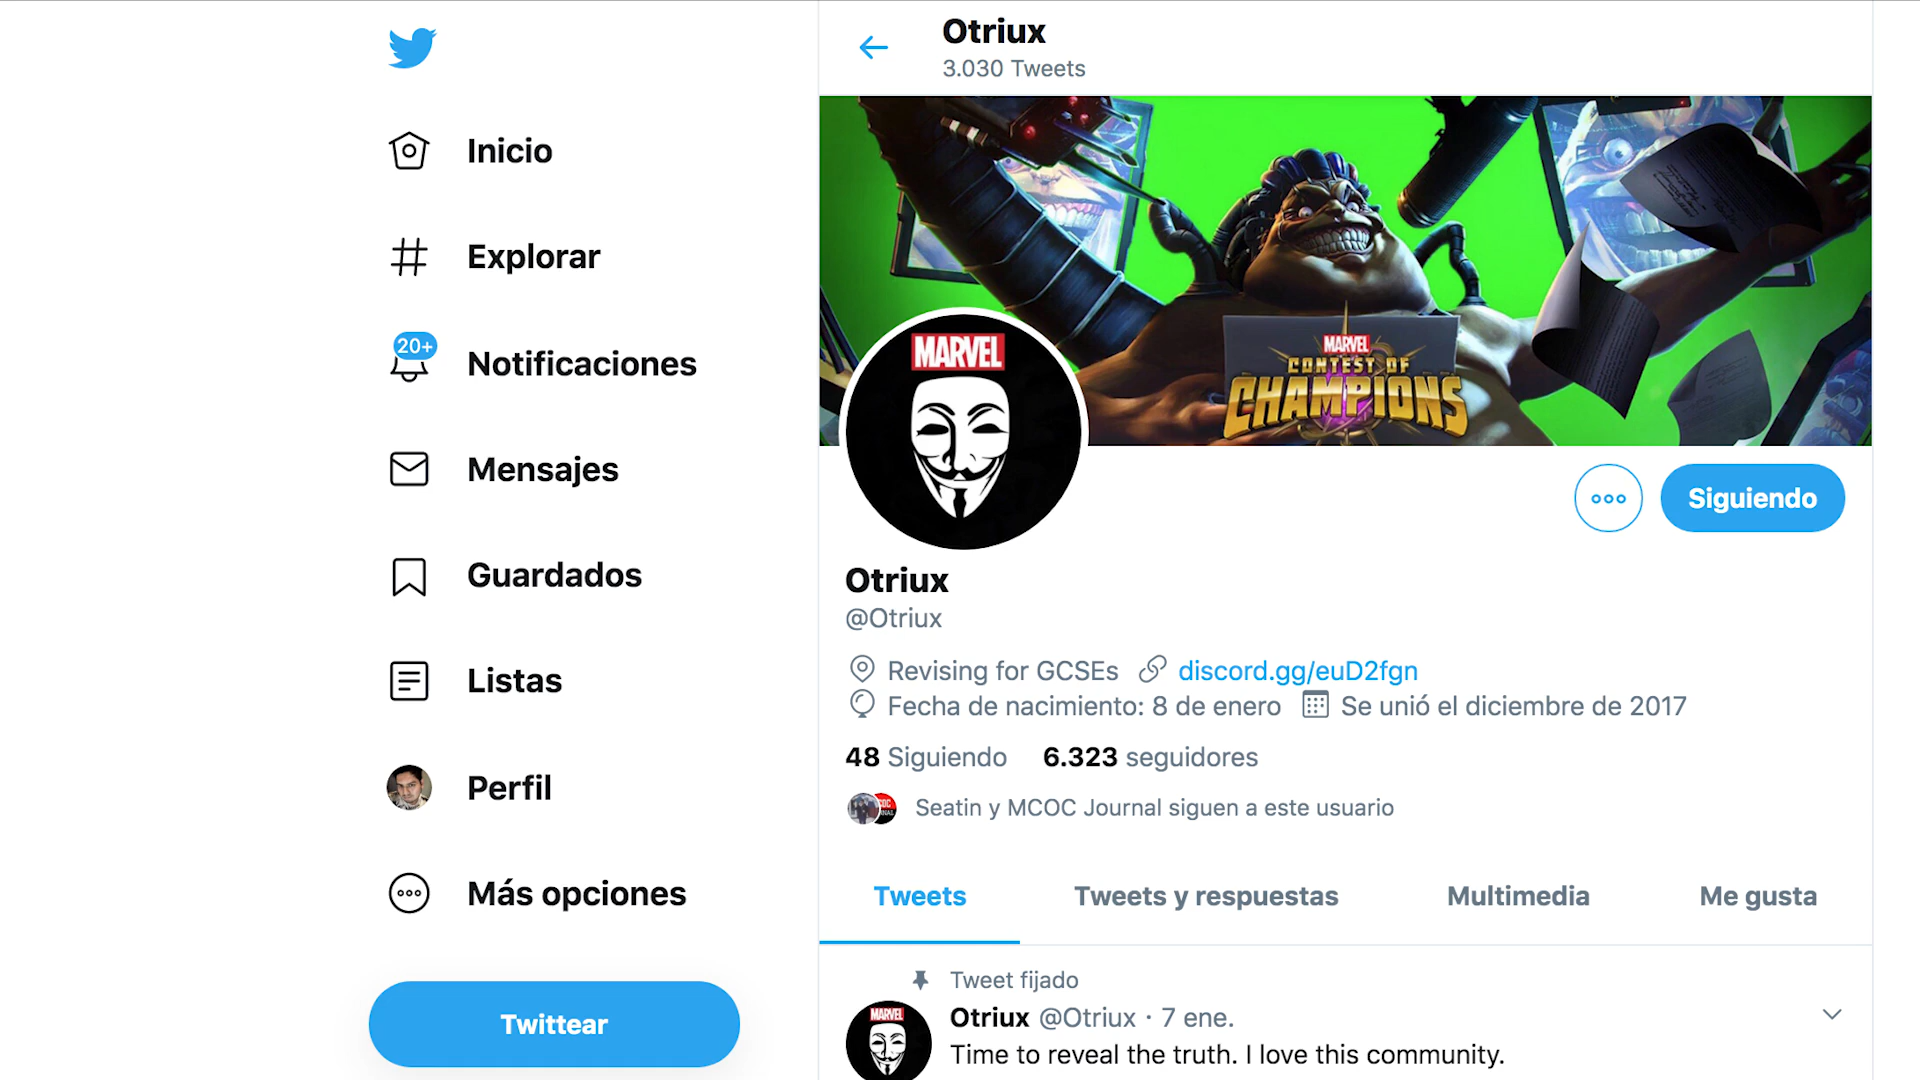 Otriux
3.030 Tweets
Inicio
Explorar
20+
Notificaciones
Mensajes
Guardados
Listas
Perfil
Más opciones
Twittear
MARVEL
CONTEST OF
CHAMPIONS
MARVEL
Siguiendo
Otriux
@Otriux
Revising for GCSEs discord.gg/euD2fgn
Fecha de nacimiento: 8 de enero Se unió el diciembre de 2017
48 Siguiendo 6.323 seguidores
Seatin y MCOC Journal siguen a este usuario
Tweets Tweets y respuestas Multimedia Me gusta
Tweet fijado
MARVEL
Otriux @Otriux · 7 ene.
Time to reveal the truth. I love this community.